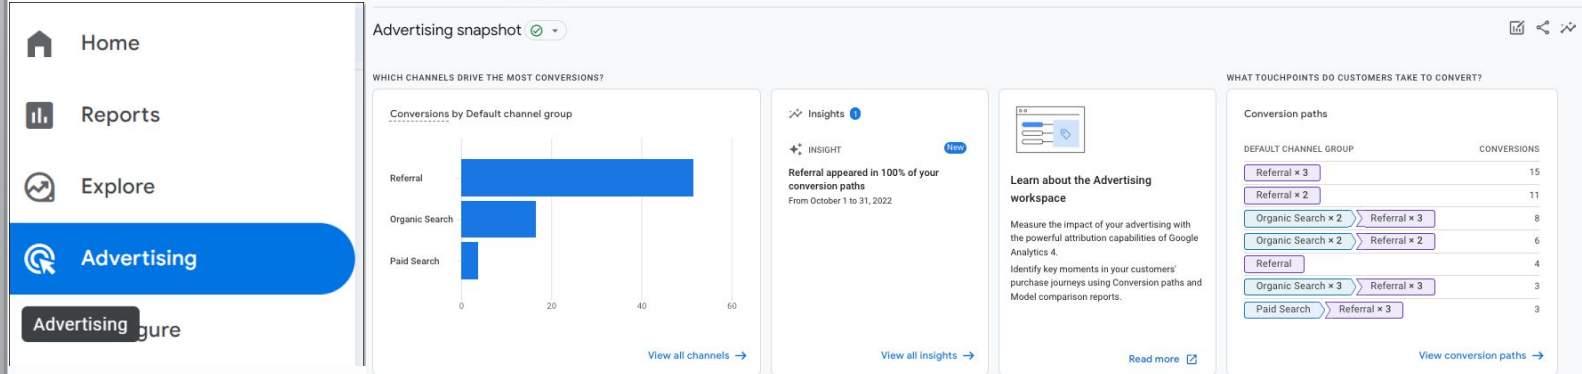 Home
Reports
Explore
Advertising
Advertising
gure
Advertising snapshot
WHICH CHANNELS DRIVE THE MOST CONVERSIONS?
Conversions by Default channel group
Referral
Organic Search
Paid Search
0 20 40 60
View all channels
Insights 1
INSIGHT New
Referral appeared in 100% of your
conversion paths
From October 1 to 31, 2022
View all insights
Learn about the Advertising
workspace
Measure the impact of your advertising with
the powerful attribution capabilities of Google
Analytics 4.
Identify key moments in your customers'
purchase journeys using Conversion paths and
Model comparison reports.
Read more
WHAT TOUCHPOINTS DO CUSTOMERS TAKE TO CONVERT?
Conversion paths
DEFAULT CHANNEL GROUP CONVERSIONS
Referral × 3 15
Referral × 2 11
Organic Search × 2 Referral × 3 8
Organic Search × 2 Referral × 2 6
Referral 4
Organic Search × 3 Referral × 3 3
Paid Search Referral × 3 3
View conversion paths